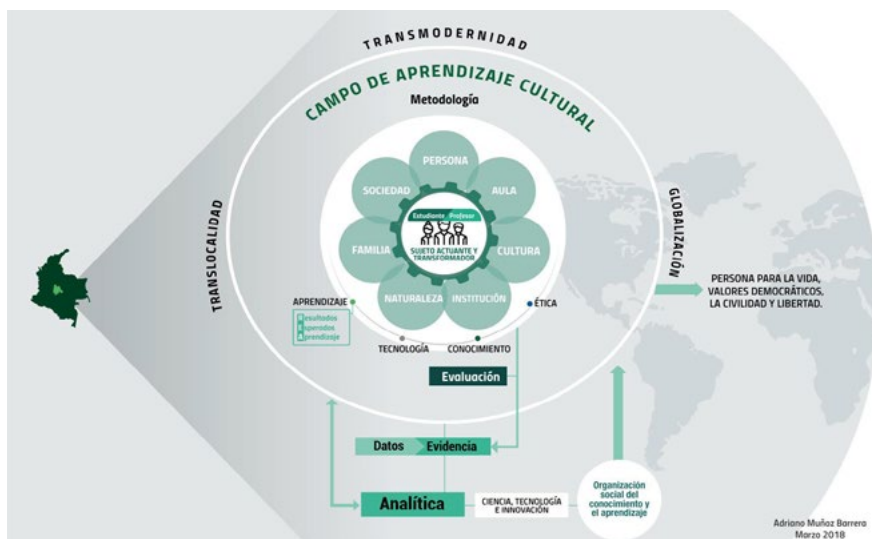 TRANSMODERNIDAD
CAMPO DE APRENDIZAJE CULTURAL
Metodología
PERSONA
SOCIEDAD
AULA
Estudiante Profesor
SUJETO ACTUANTE Y
TRANSFORMADOR
FAMILIA
CULTURA
NATURALEZA
INSTITUCIÓN
TRANSLOCALIDAD
GLOBALIZACIÓN
PERSONA PARA LA VIDA,
VALORES DEMOCRÁTICOS,
LA CIVILIDAD Y LIBERTAD.
APRENDIZAJE
Resultados
Esperados
Aprendizaje
ÉTICA
TECNOLOGÍA
CONOCIMIENTO
Evaluación
Datos
Evidencia
Analítica
CIENCIA, TECNOLOGÍA
E INNOVACIÓN
Organización
social del
conocimiento y
el aprendizaje
Adriano Muñoz Barrera
Marzo 2018